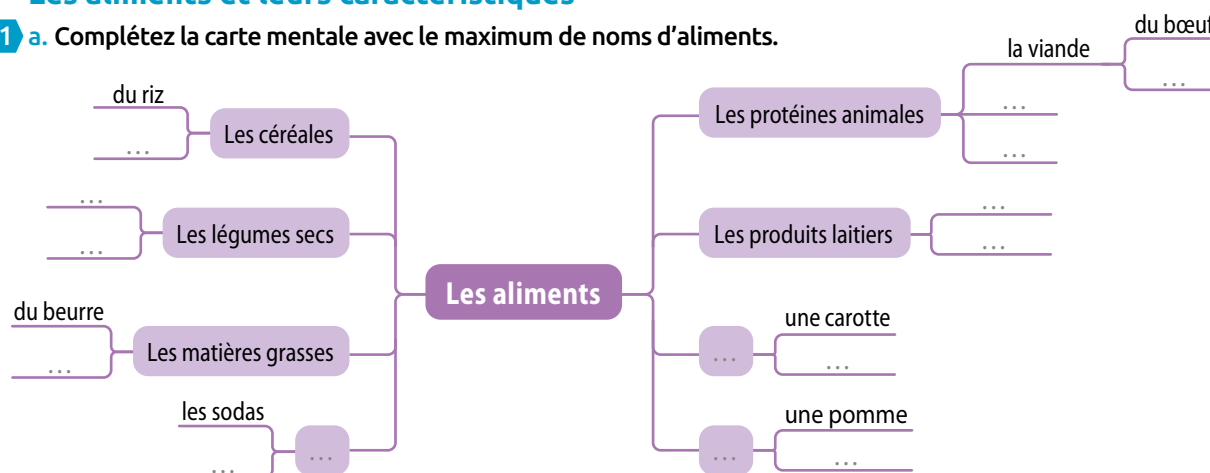 Les aliments et leurs caractéristiques
1 a. Complétez la carte mentale avec le maximum de noms d'aliments.
du riz
...
Les céréales
...
...
Les légumes secs
du beurre
...
Les matières grasses
les sodas
...
...
Les aliments
Les protéines animales
la viande
du bœuf
...
...
...
Les produits laitiers
...
...
...
une carotte
...
...
une pomme
...